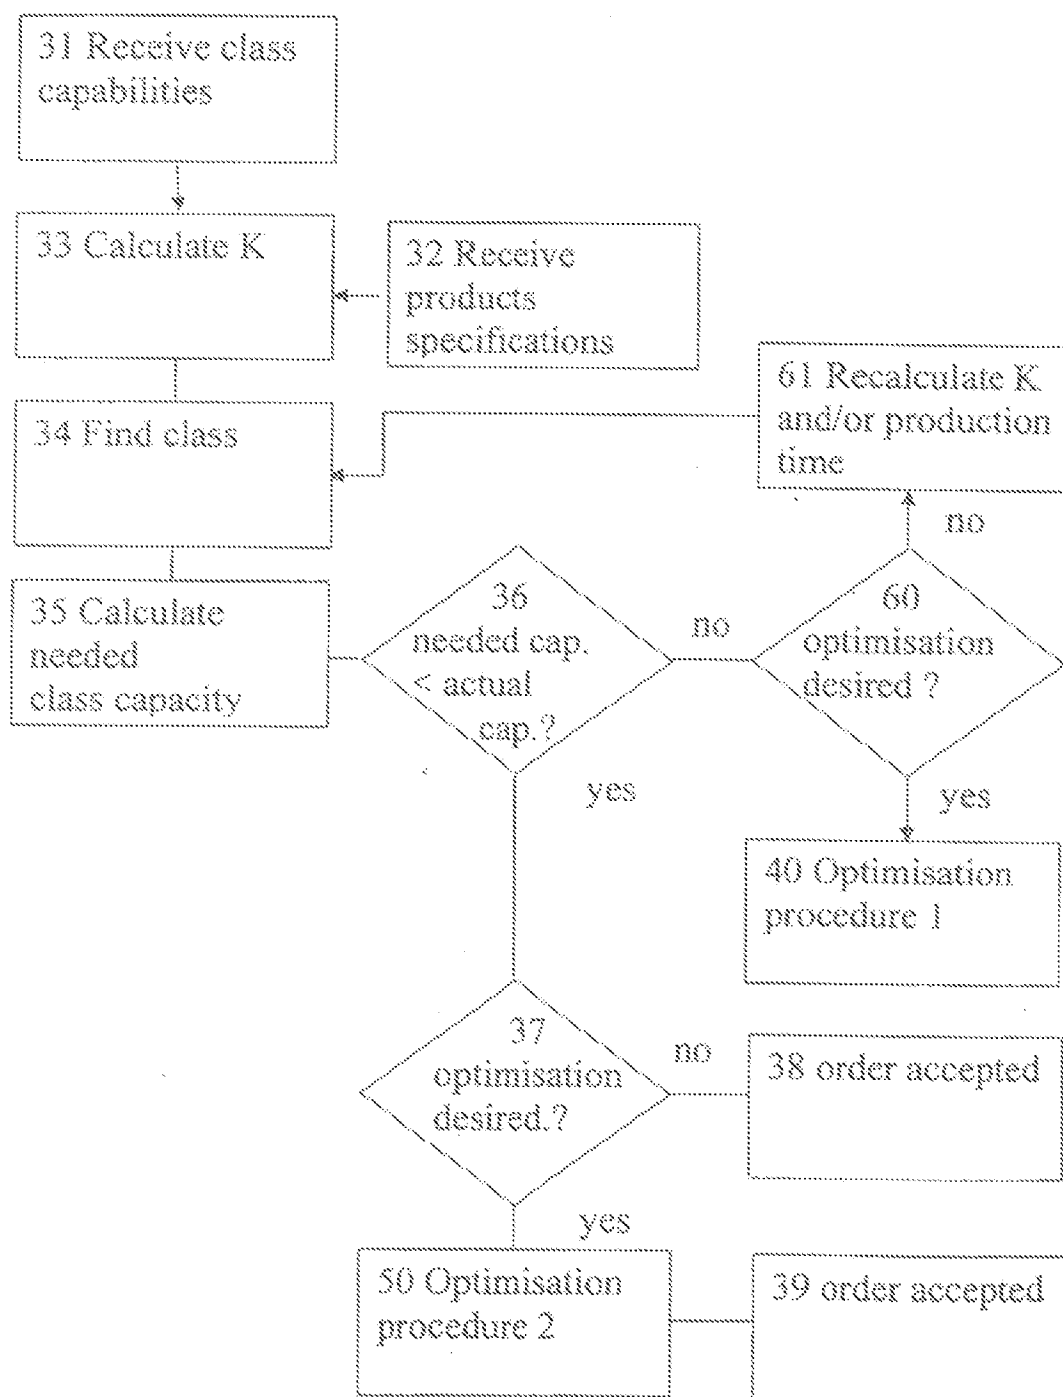 31 Receive class
capabilities
33 Calculate K
32 Receive
products
specifications
34 Find class
61 Recalculate K
and/or production
time
no
35 Calculate
needed
class capacity
36
needed cap.
< actual
cap.?
no
60
optimisation
desired ?
yes
yes
40 Optimisation
procedure 1
37
optimisation
desired.?
no
38 order accepted
yes
50 Optimisation
procedure 2
39 order accepted